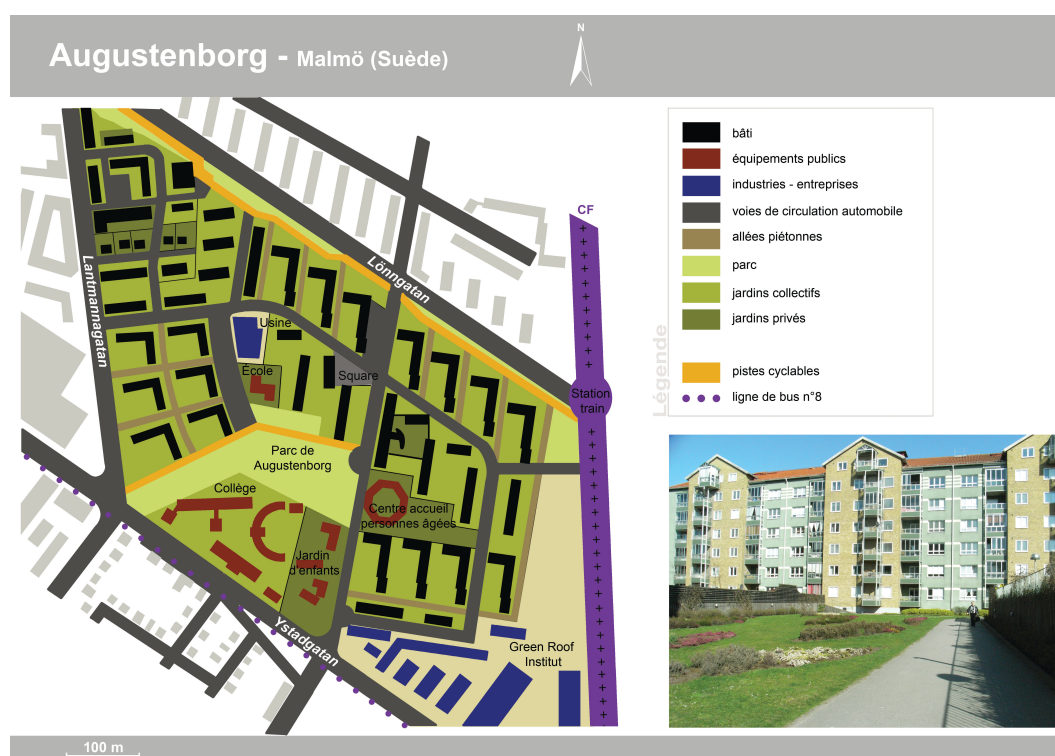 Augustenborg - Malmö (Suède)
N
bâti
équipements publics
industries - entreprises
voies de circulation automobile
allées piétonnes
parc
jardins collectifs
jardins privés
pistes cyclables
ligne de bus n°8
Légende
CF
Lönngatan
Lantmannagatan
Usine
École
Square
Station
train
Parc de
Augustenborg
Collège
Centre accueil
personnes âgées
Jardin
d'enfants
Ystadgatan
Green Roof
Institut
100 m